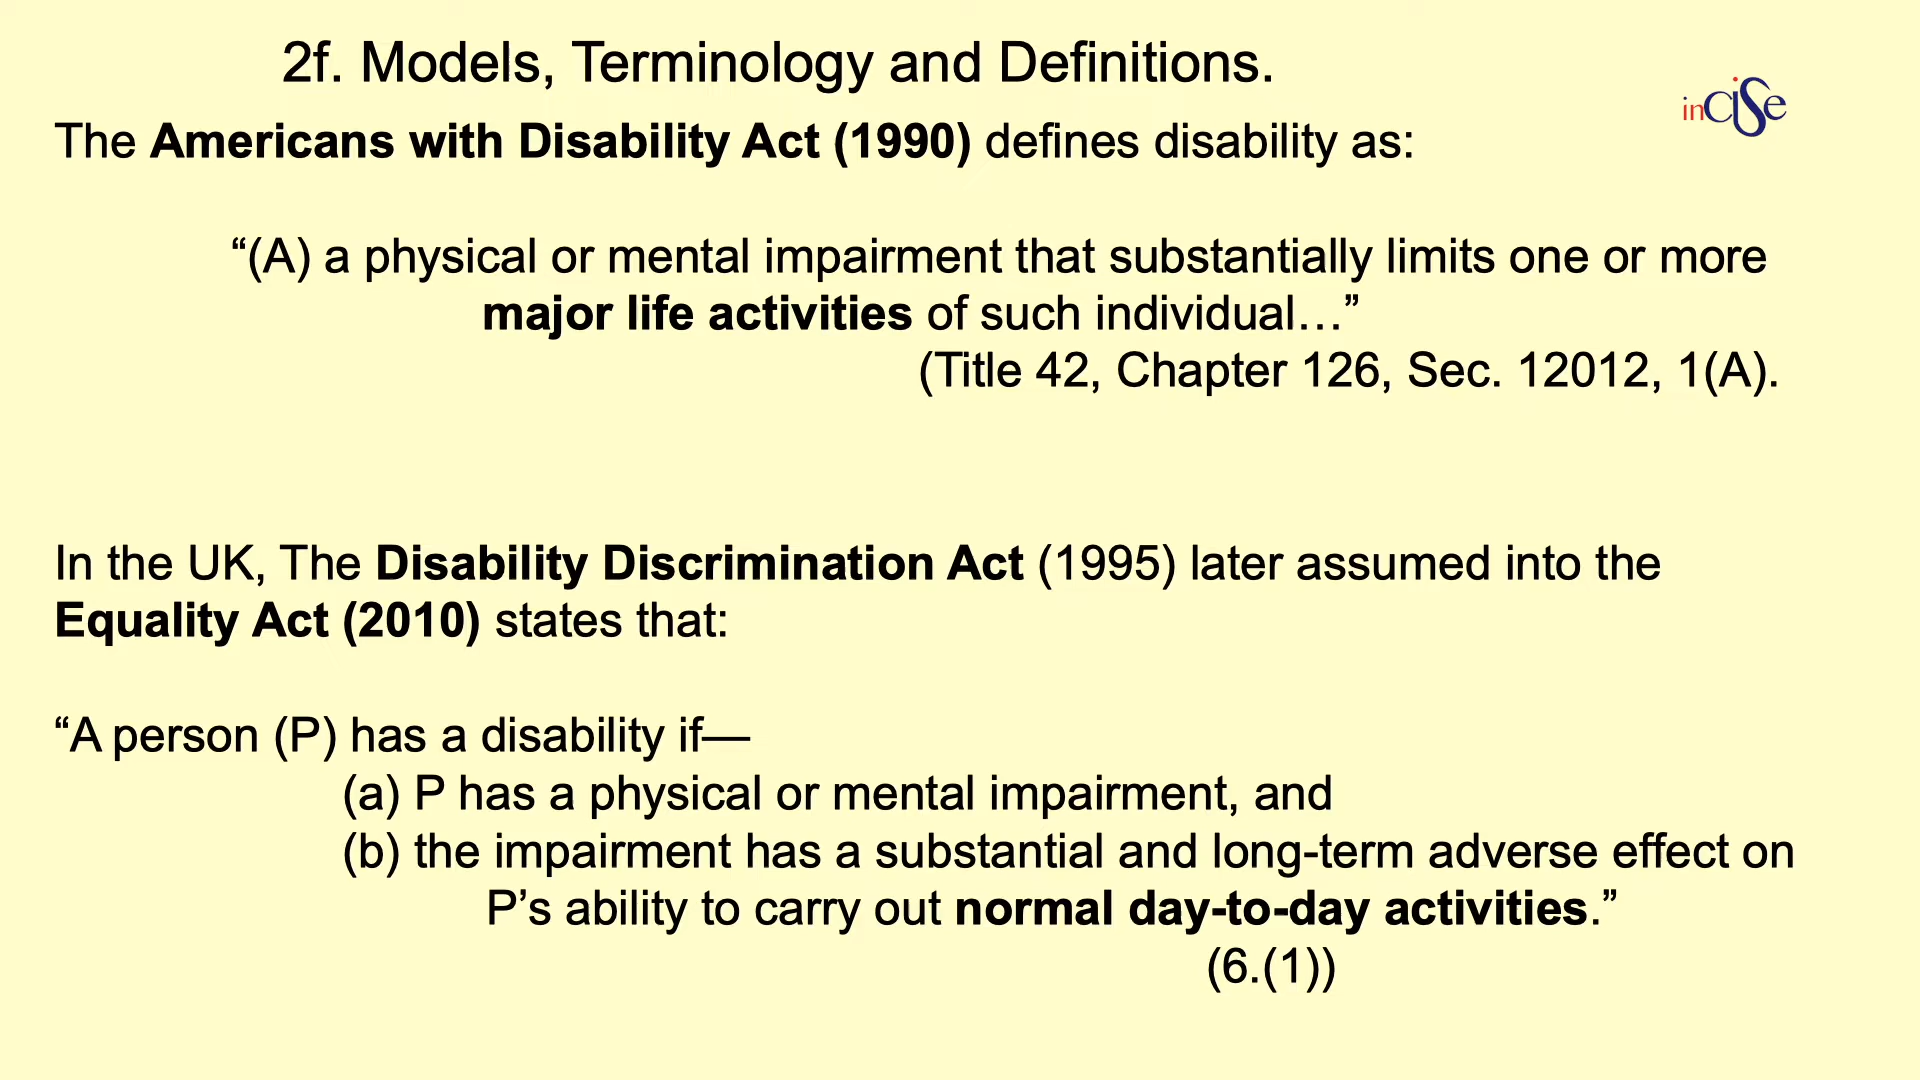 2f. Models, Terminology and Definitions.
inCISe
The Americans with Disability Act (1990) defines disability as:
“(A) a physical or mental impairment that substantially limits one or more
major life activities of such individual…”
(Title 42, Chapter 126, Sec. 12012, 1(A).
In the UK, The Disability Discrimination Act (1995) later assumed into the
Equality Act (2010) states that:
“A person (P) has a disability if—
(a) P has a physical or mental impairment, and
(b) the impairment has a substantial and long-term adverse effect on
P’s ability to carry out normal day-to-day activities.”
(6.(1))